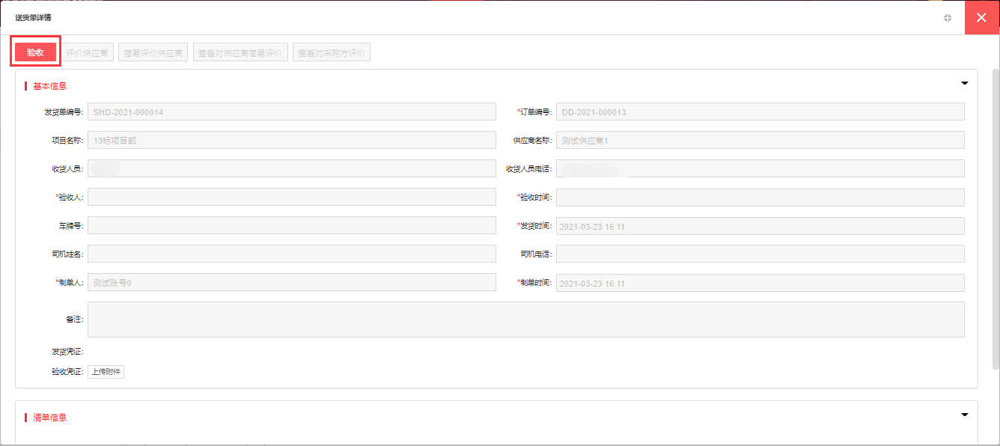 送货单详情
验收 评价供应商 简易评价供应商 查看对供应商简易评价 查看对采购方评价
基本信息
发货单编号: SHD-2021-000014 *订单编号: DD-2021-000013
项目名称: 13标项目部 供应商名称: 测试供应商1
收货人员: 收货人员电话:
*验收人: *验收时间:
车牌号: *发货时间: 2021-03-23 16:11
司机姓名: 司机电话:
*制单人: 测试账号0 *制单时间: 2021-03-23 16:11
备注:
发货凭证:
验收凭证: 上传附件
清单信息